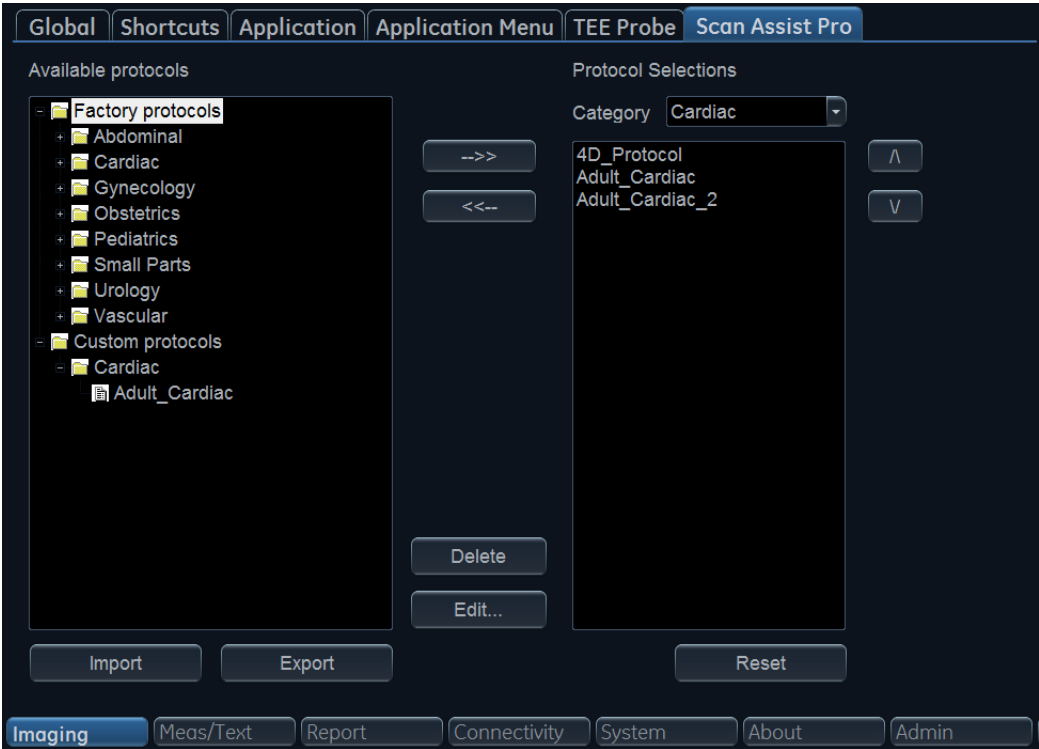 Global Shortcuts Application Application Menu TEE Probe Scan Assist Pro
Available protocols
Factory protocols
Abdominal
Cardiac
Gynecology
Obstetrics
Pediatrics
Small Parts
Urology
Vascular
Custom protocols
Cardiac
Adult_Cardiac
-->>
<<--
Delete
Edit...
Import Export
Protocol Selections
Category Cardiac
4D_Protocol
Adult_Cardiac
Adult_Cardiac_2
/\
\/
Reset
Imaging Meas/Text Report Connectivity System About Admin